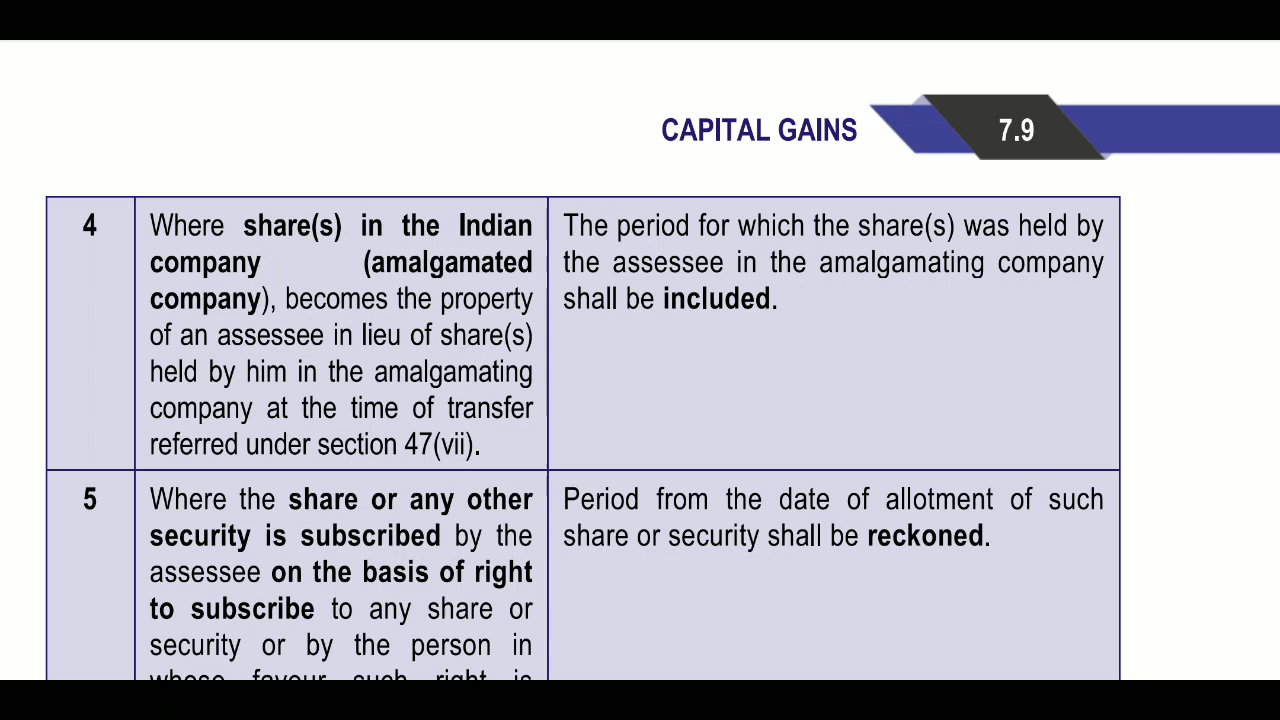 CAPITAL GAINS 7.9
4
Where share(s) in the Indian
company (amalgamated
company), becomes the property
of an assessee in lieu of share(s)
held by him in the amalgamating
company at the time of transfer
referred under section 47(vii).
The period for which the share(s) was held by
the assessee in the amalgamating company
shall be included.
5
Where the share or any other
security is subscribed by the
assessee on the basis of right
to subscribe to any share or
security or by the person in
whose favour such right is
Period from the date of allotment of such
share or security shall be reckoned.